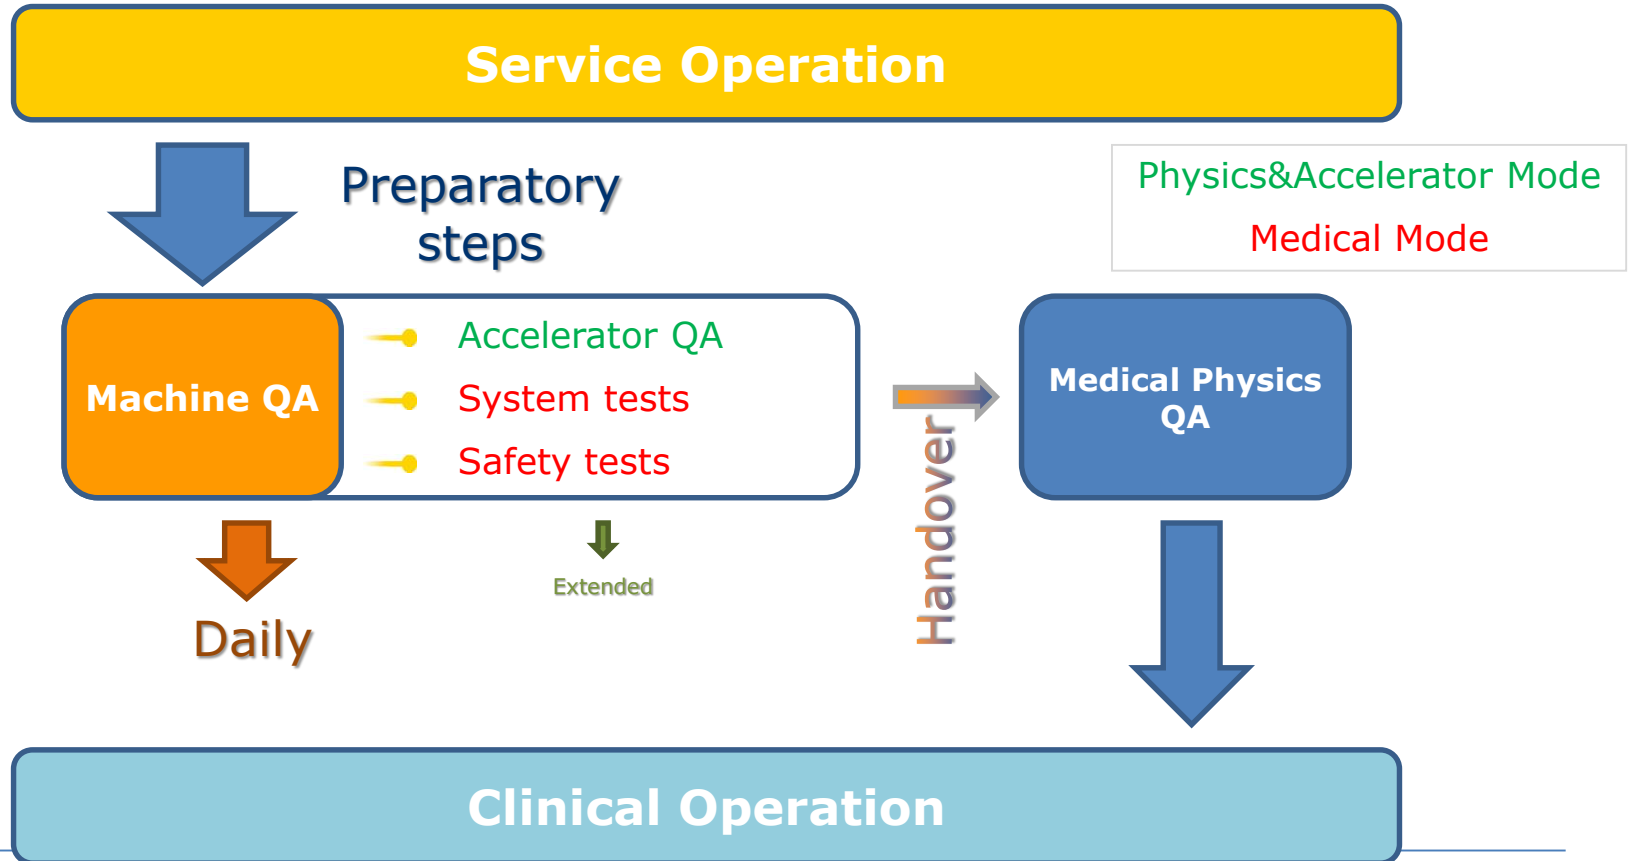 Service Operation
Preparatory
steps
Physics&Accelerator Mode
Medical Mode
Machine QA
Accelerator QA
System tests
Safety tests
Handover
Medical Physics
QA
Daily
Extended
Clinical Operation